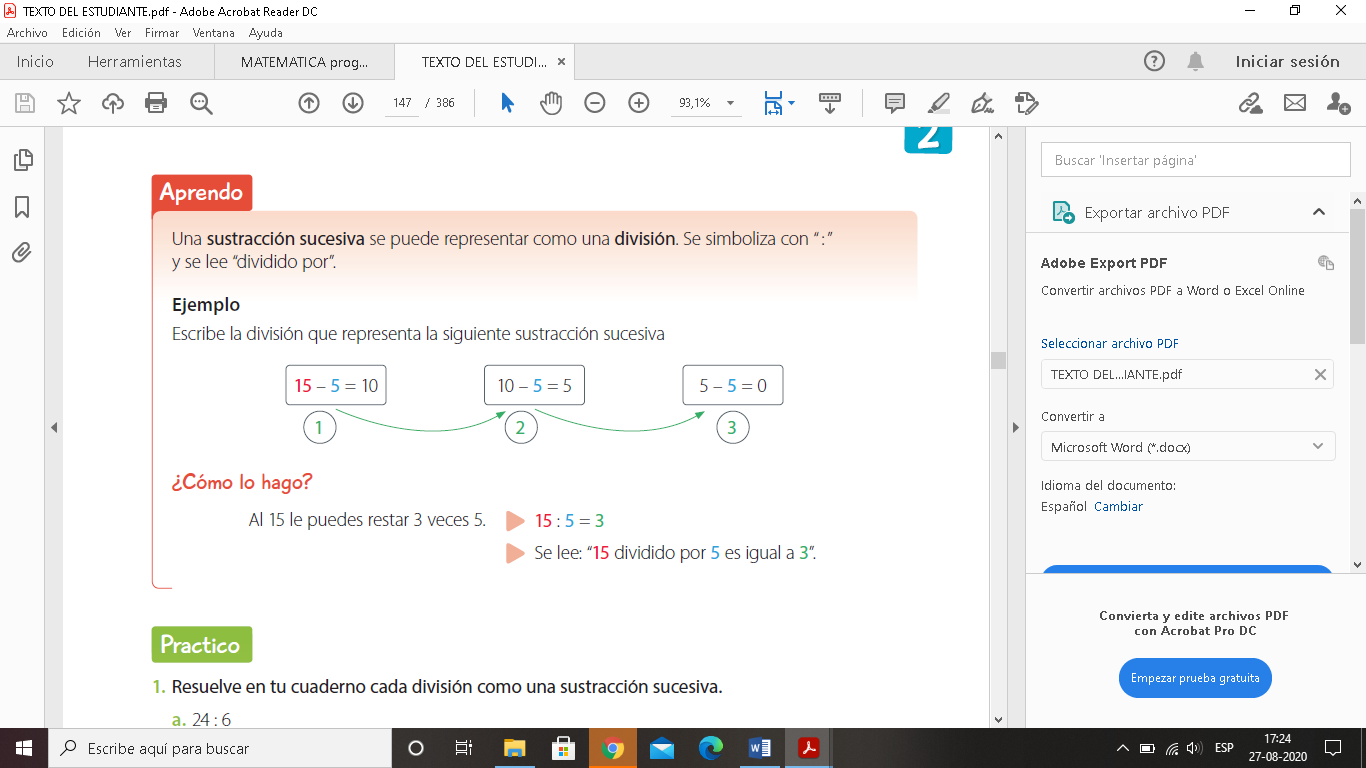 TEXTO DEL ESTUDIANTE.pdf - Adobe Acrobat Reader DC
Archivo Edición Ver Firmar Ventana Ayuda
Inicio Herramientas MATEMATICA prog... TEXTO DEL ESTUDI... × Iniciar sesión
147 / 386 93,1%
2
Aprendo
Una sustracción sucesiva se puede representar como una división. Se simboliza con “ : ”
y se lee “dividido por”.
Ejemplo
Escribe la división que representa la siguiente sustracción sucesiva
15 – 5 = 10 10 – 5 = 5 5 – 5 = 0
1 2 3
¿Cómo lo hago?
Al 15 le puedes restar 3 veces 5. 15 : 5 = 3
Se lee: “15 dividido por 5 es igual a 3”.
Practico
1. Resuelve en tu cuaderno cada división como una sustracción sucesiva.
a. 24 : 6
Buscar 'Insertar página'
Exportar archivo PDF
Adobe Export PDF
Convertir archivos PDF a Word o Excel Online
Seleccionar archivo PDF
TEXTO DEL...IANTE.pdf
Convertir a
Microsoft Word (*.docx)
Idioma del documento:
Español Cambiar
Convierta y edite archivos PDF
con Acrobat Pro DC
Empezar prueba gratuita
Escribe aquí para buscar
ESP
17:24
27-08-2020